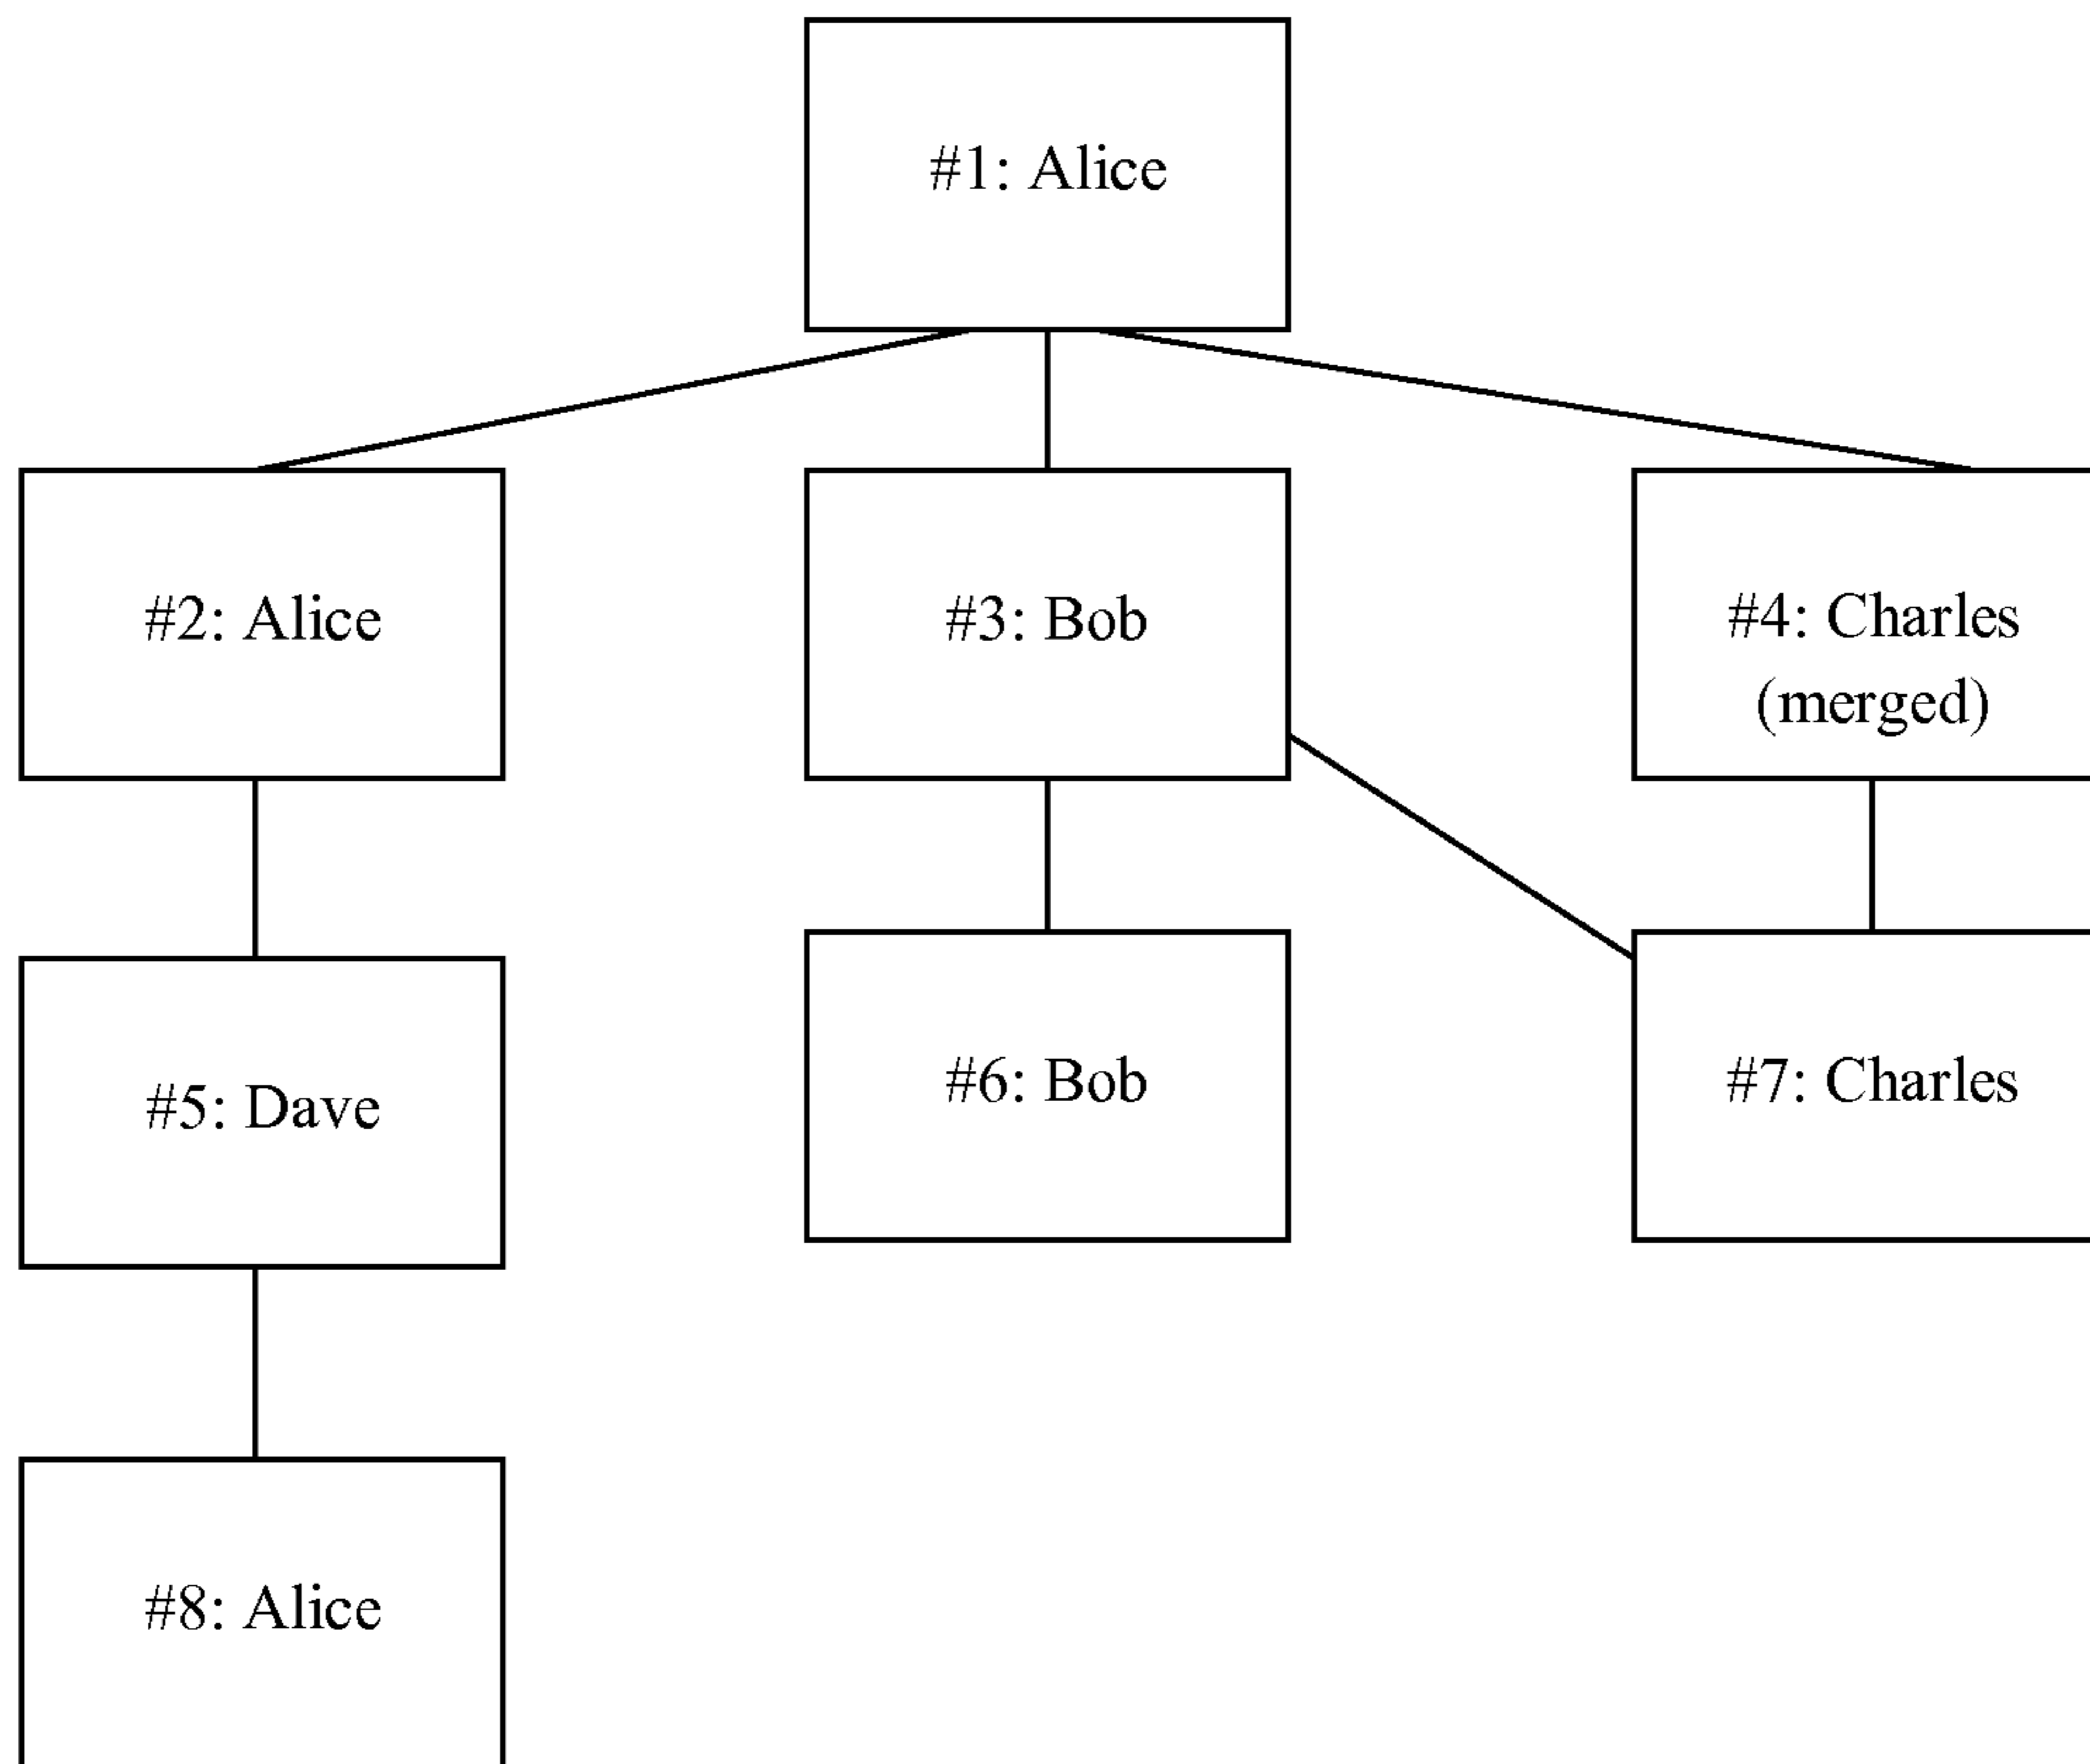 #1: Alice
#2: Alice
#3: Bob
#4: Charles
(merged)
#5: Dave
#6: Bob
#7: Charles
#8: Alice